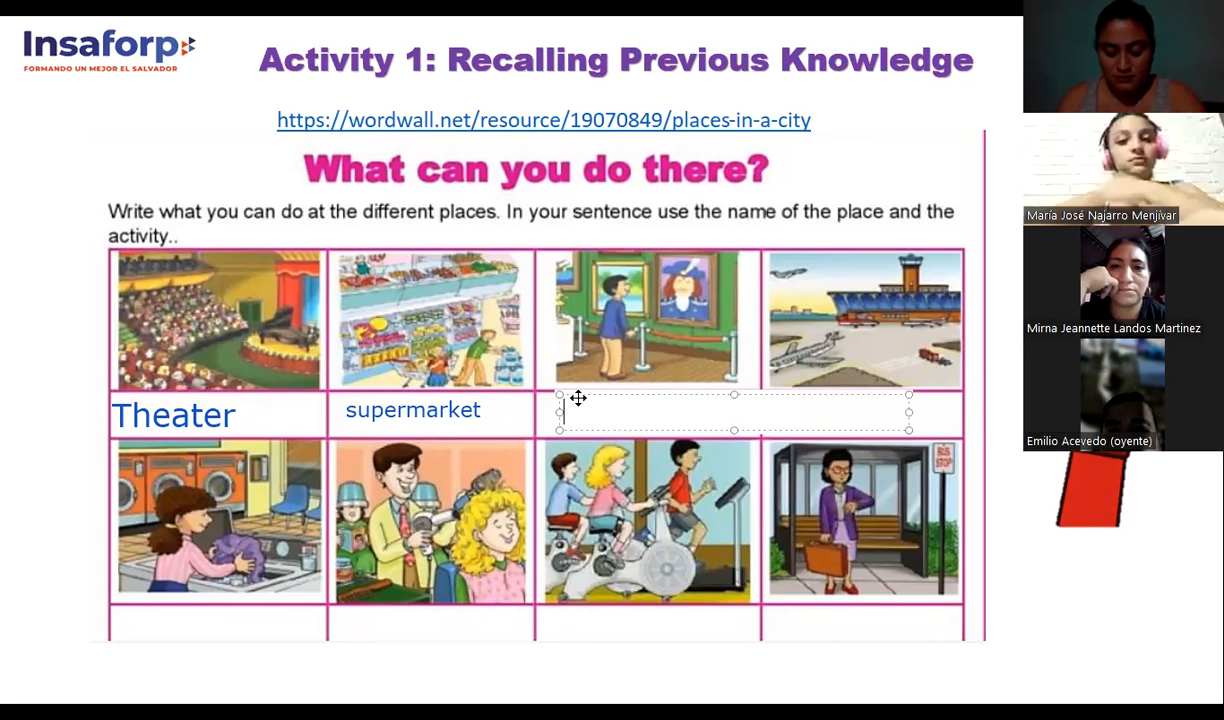 Insaforp
FORMANDO UN MEJOR EL SALVADOR
Activity 1: Recalling Previous Knowledge
https://wordwall.net/resource/19070849/places-in-a-city
What can you do there?
Write what you can do at the different places. In your sentence use the name of the place and the
activity..
Theater
supermarket
BUS
STOP
María José Najarro Menjívar
Mirna Jeannette Landos Martinez
Emilio Acevedo (oyente)